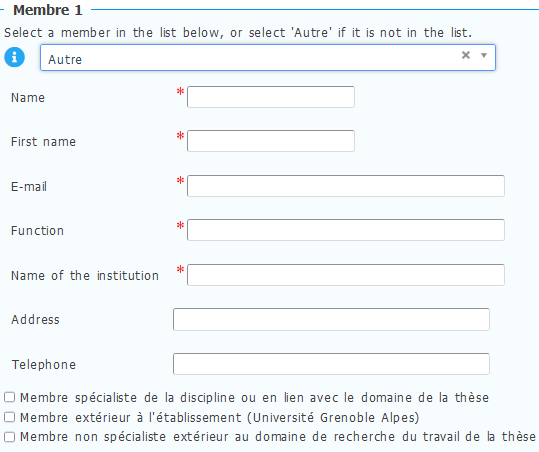 Membre 1
Select a member in the list below, or select 'Autre' if it is not in the list.
Autre
Name *
First name *
E-mail *
Function *
Name of the institution *
Address
Telephone
Membre spécialiste de la discipline ou en lien avec le domaine de la thèse
Membre extérieur à l'établissement (Université Grenoble Alpes)
Membre non spécialiste extérieur au domaine de recherche du travail de la thèse